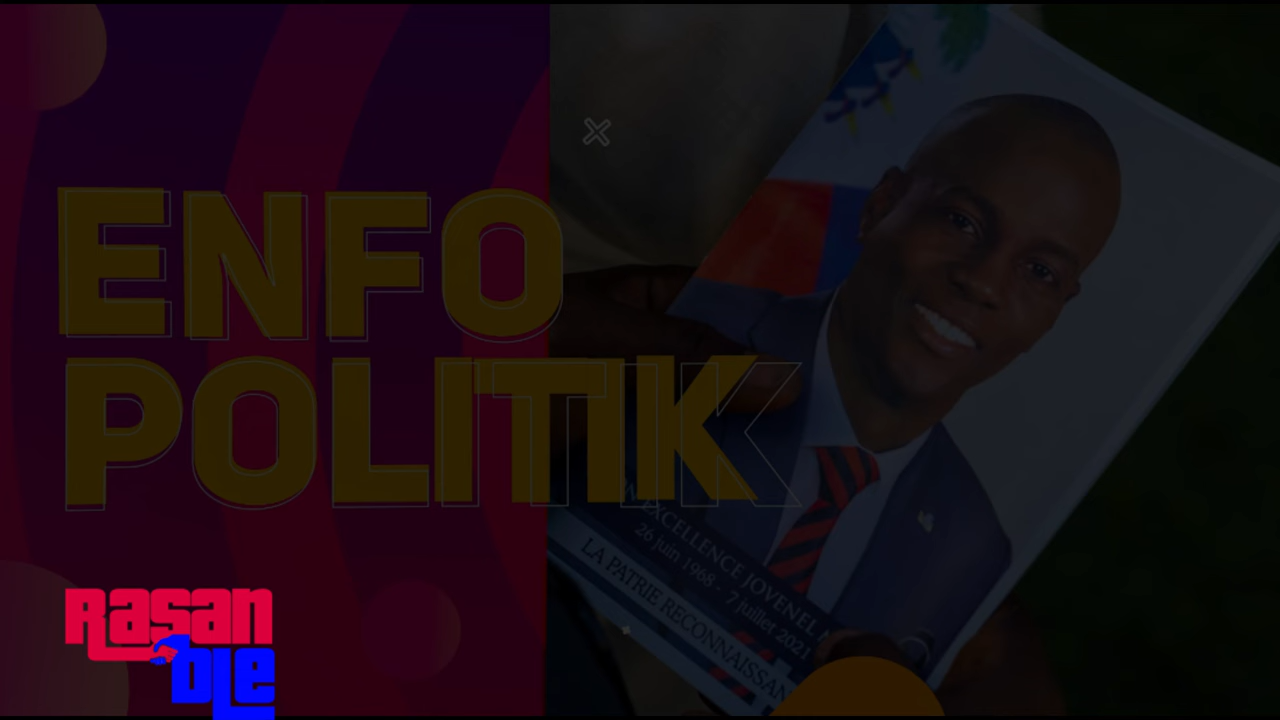 ENFO
POLITIK
EXCELLENCE JOVENEL
26 juin 1968 - 7 juillet 2021
LA PATRIE RECONNAISSAN
Rasan
ble